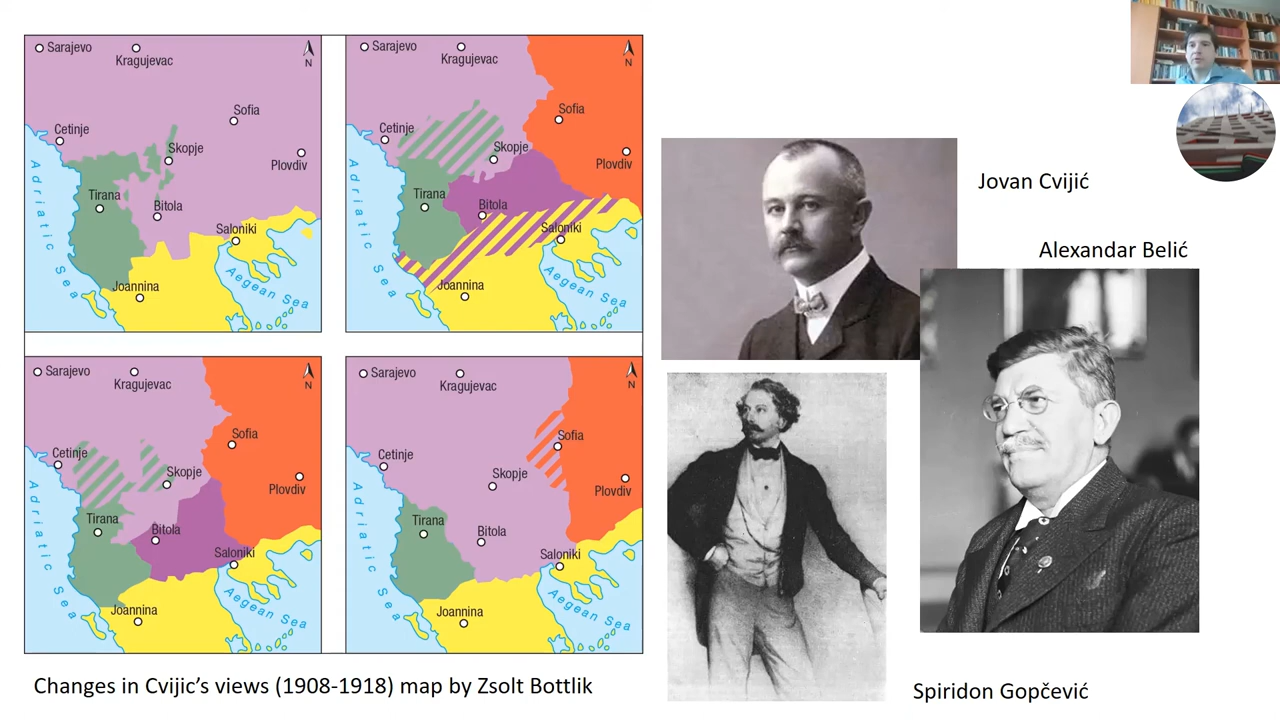 Sarajevo
Kragujevac
N
Sofia
Cetinje
Skopje
Plovdiv
Tirana
Bitola
Saloniki
Joannina
Adriatic Sea
Aegean Sea
Sarajevo
Kragujevac
N
Sofia
Cetinje
Skopje
Plovdiv
Tirana
Bitola
Saloniki
Joannina
Adriatic Sea
Aegean Sea
Sarajevo
Kragujevac
N
Sofia
Cetinje
Skopje
Plovdiv
Tirana
Bitola
Saloniki
Joannina
Adriatic Sea
Aegean Sea
Sarajevo
Kragujevac
N
Sofia
Cetinje
Skopje
Plovdiv
Tirana
Bitola
Saloniki
Joannina
Adriatic Sea
Aegean Sea
Changes in Cvijic's views (1908-1918) map by Zsolt Bottlik
Jovan Cvijić
Alexandar Belić
Spiridon Gopčević